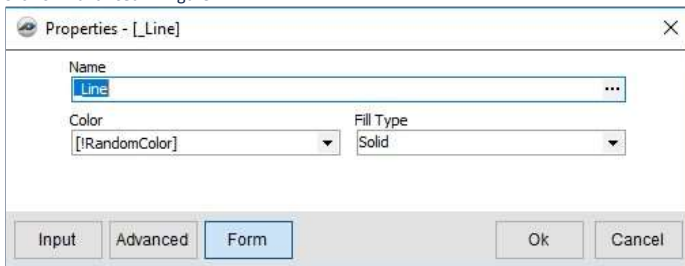 Properties - [_Line]
Name
_Line
...
Color
Fill Type
[!RandomColor]
Solid
Input
Advanced
Form
Ok
Cancel